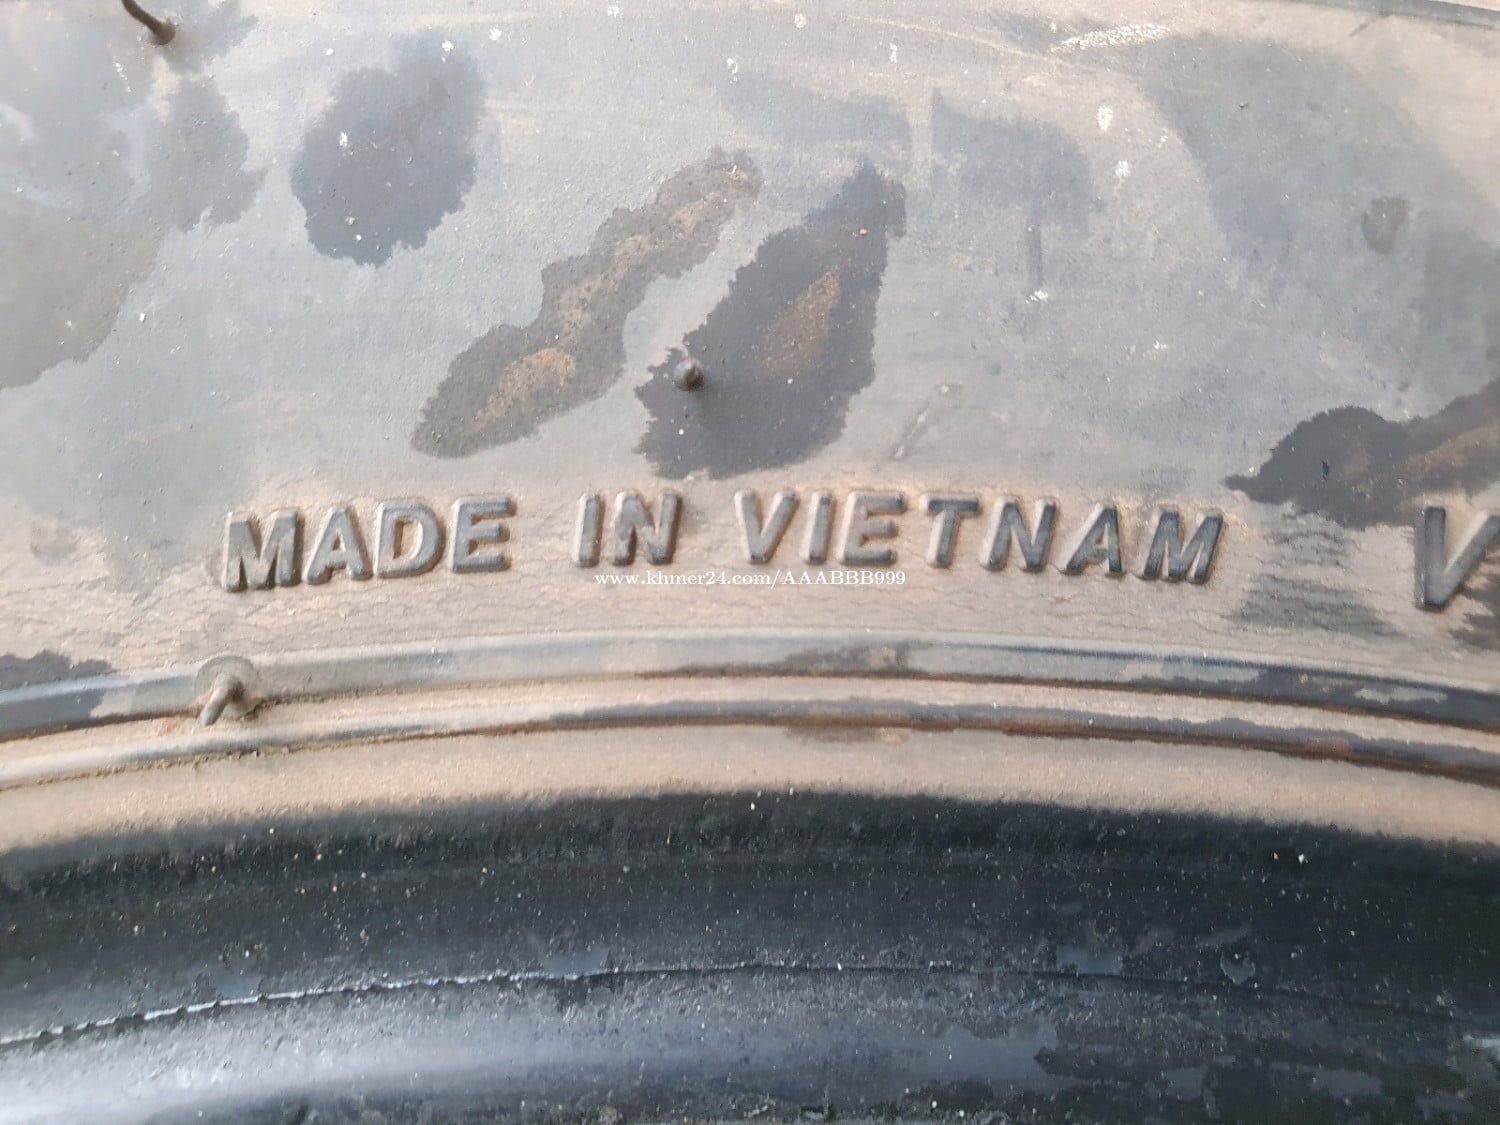 MADE IN VIETNAM V
www.khmer24.com/AAABBB999